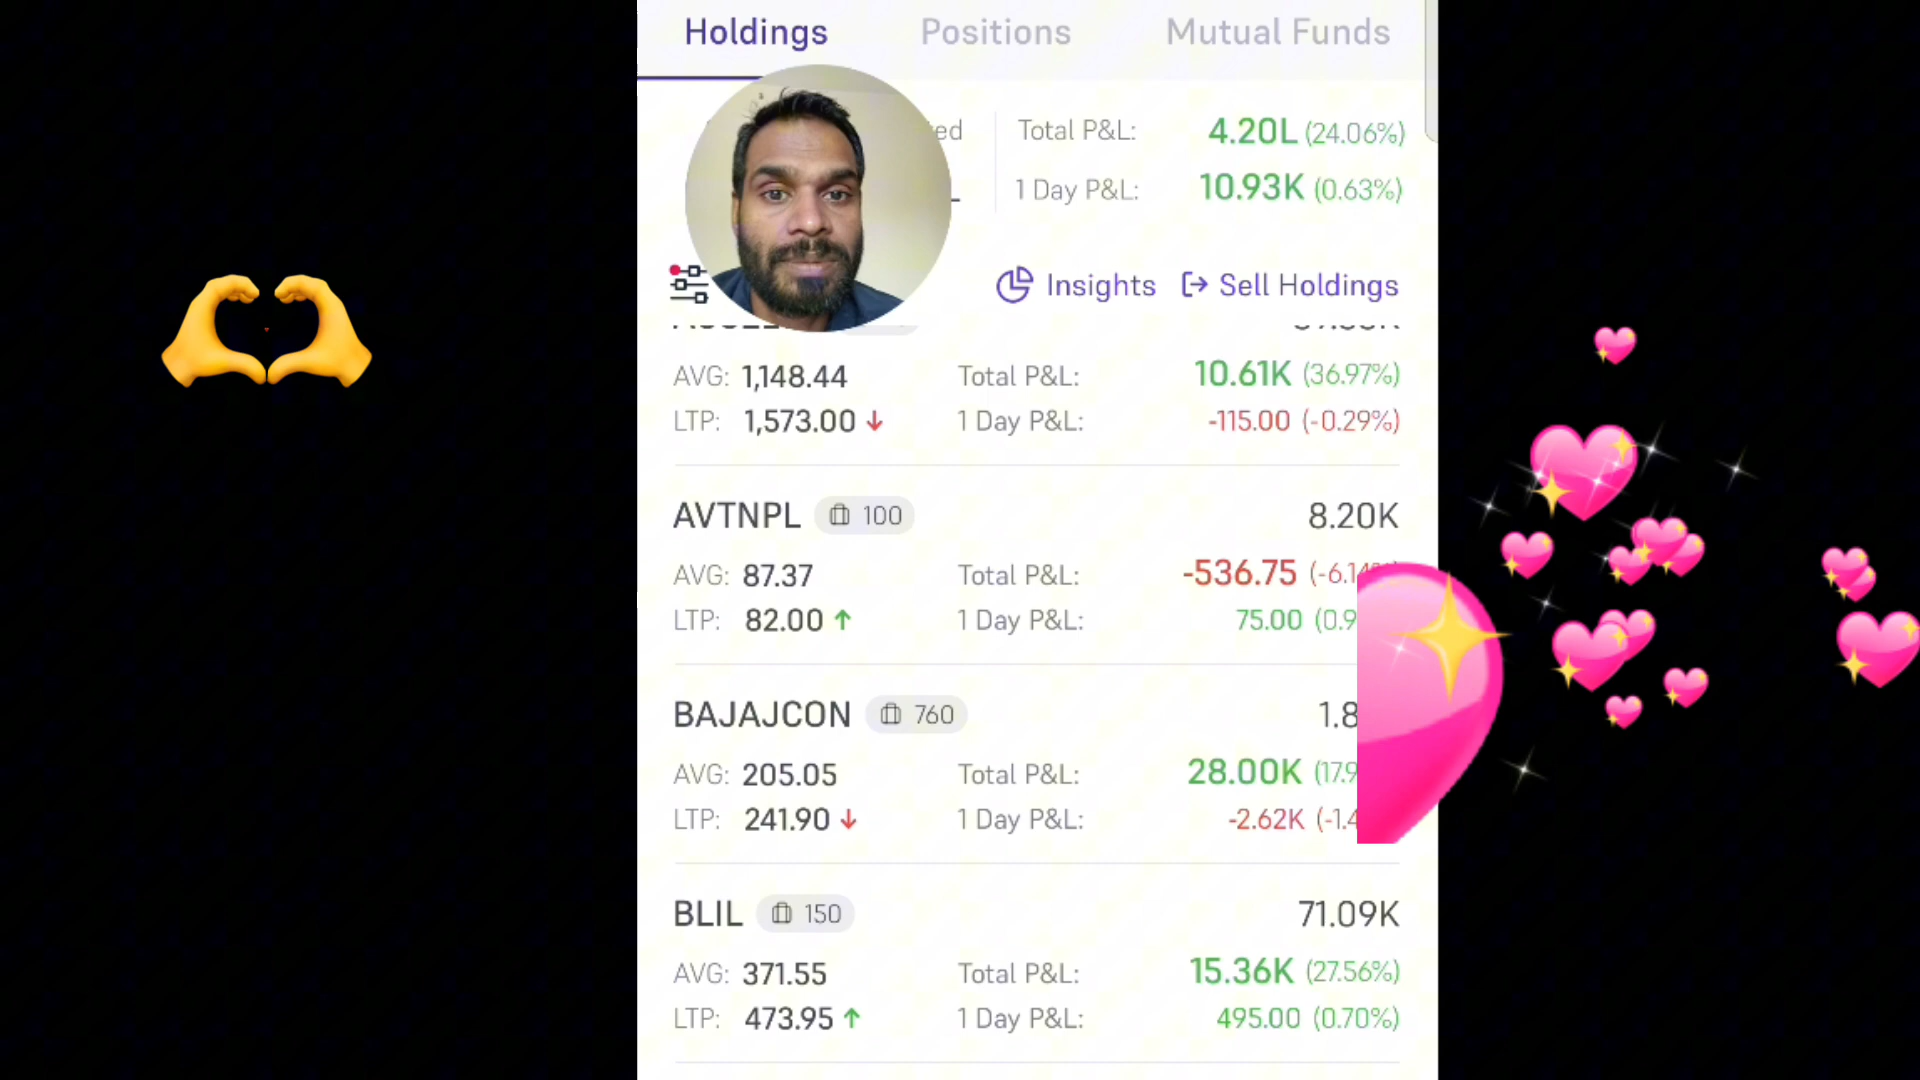 Holdings Positions Mutual Funds
Total P&L: 4.20L (24.06%)
1 Day P&L: 10.93K (0.63%)
Insights Sell Holdings
AVG: 1,148.44 Total P&L: 10.61K (36.97%)
LTP: 1,573.00 1 Day P&L: -115.00 (-0.29%)
AVTNPL 100 8.20K
AVG: 87.37 Total P&L: -536.75
LTP: 82.00 1 Day P&L: 75.00
BAJAJCON 760
AVG: 205.05 Total P&L: 28.00K
LTP: 241.90 1 Day P&L: -2.62K
BLIL 150 71.09K
AVG: 371.55 Total P&L: 15.36K (27.56%)
LTP: 473.95 1 Day P&L: 495.00 (0.70%)